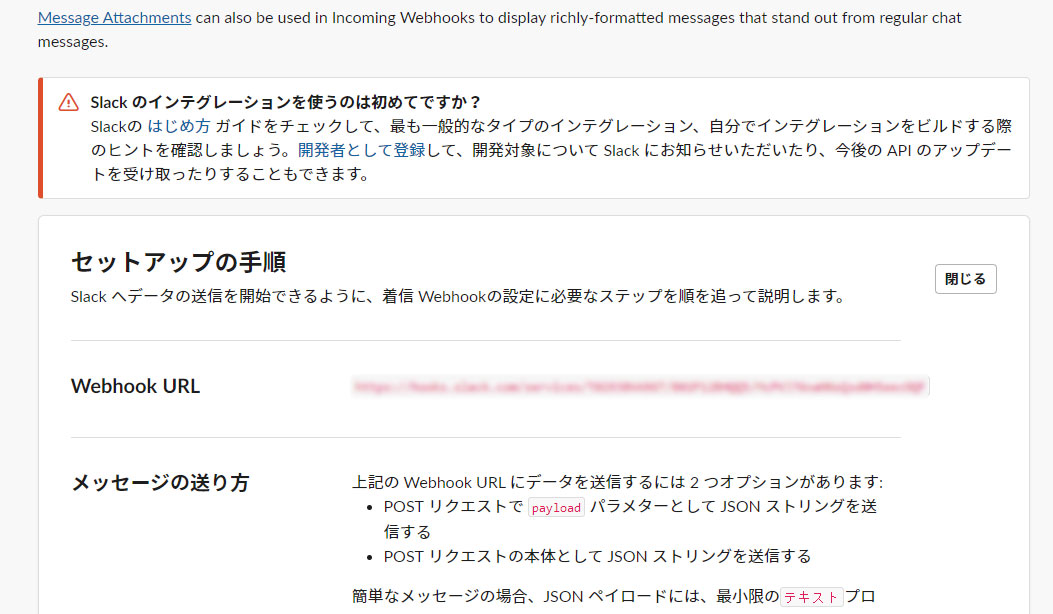 Message Attachments can also be used in Incoming Webhooks to display richly-formatted messages that stand out from regular chat
messages.
Slack のインテグレーションを使うのは初めてですか？
Slackの はじめ方 ガイドをチェックして、最も一般的なタイプのインテグレーション、自分でインテグレーションをビルドする際
のヒントを確認しましょう。開発者として登録して、開発対象について Slack にお知らせいただいたり、今後の API のアップデー
トを受け取ったりすることもできます。
セットアップの手順
閉じる
Slack へデータの送信を開始できるように、着信 Webhookの設定に必要なステップを順を追って説明します。
Webhook URL
メッセージの送り方
上記の Webhook URL にデータを送信するには 2 つオプションがあります:
• POST リクエストで payload パラメターとして JSON ストリングを送
信する
• POST リクエストの本体として JSON ストリングを送信する
簡単なメッセージの場合、JSON ペイロードには、最小限の テキスト プロ